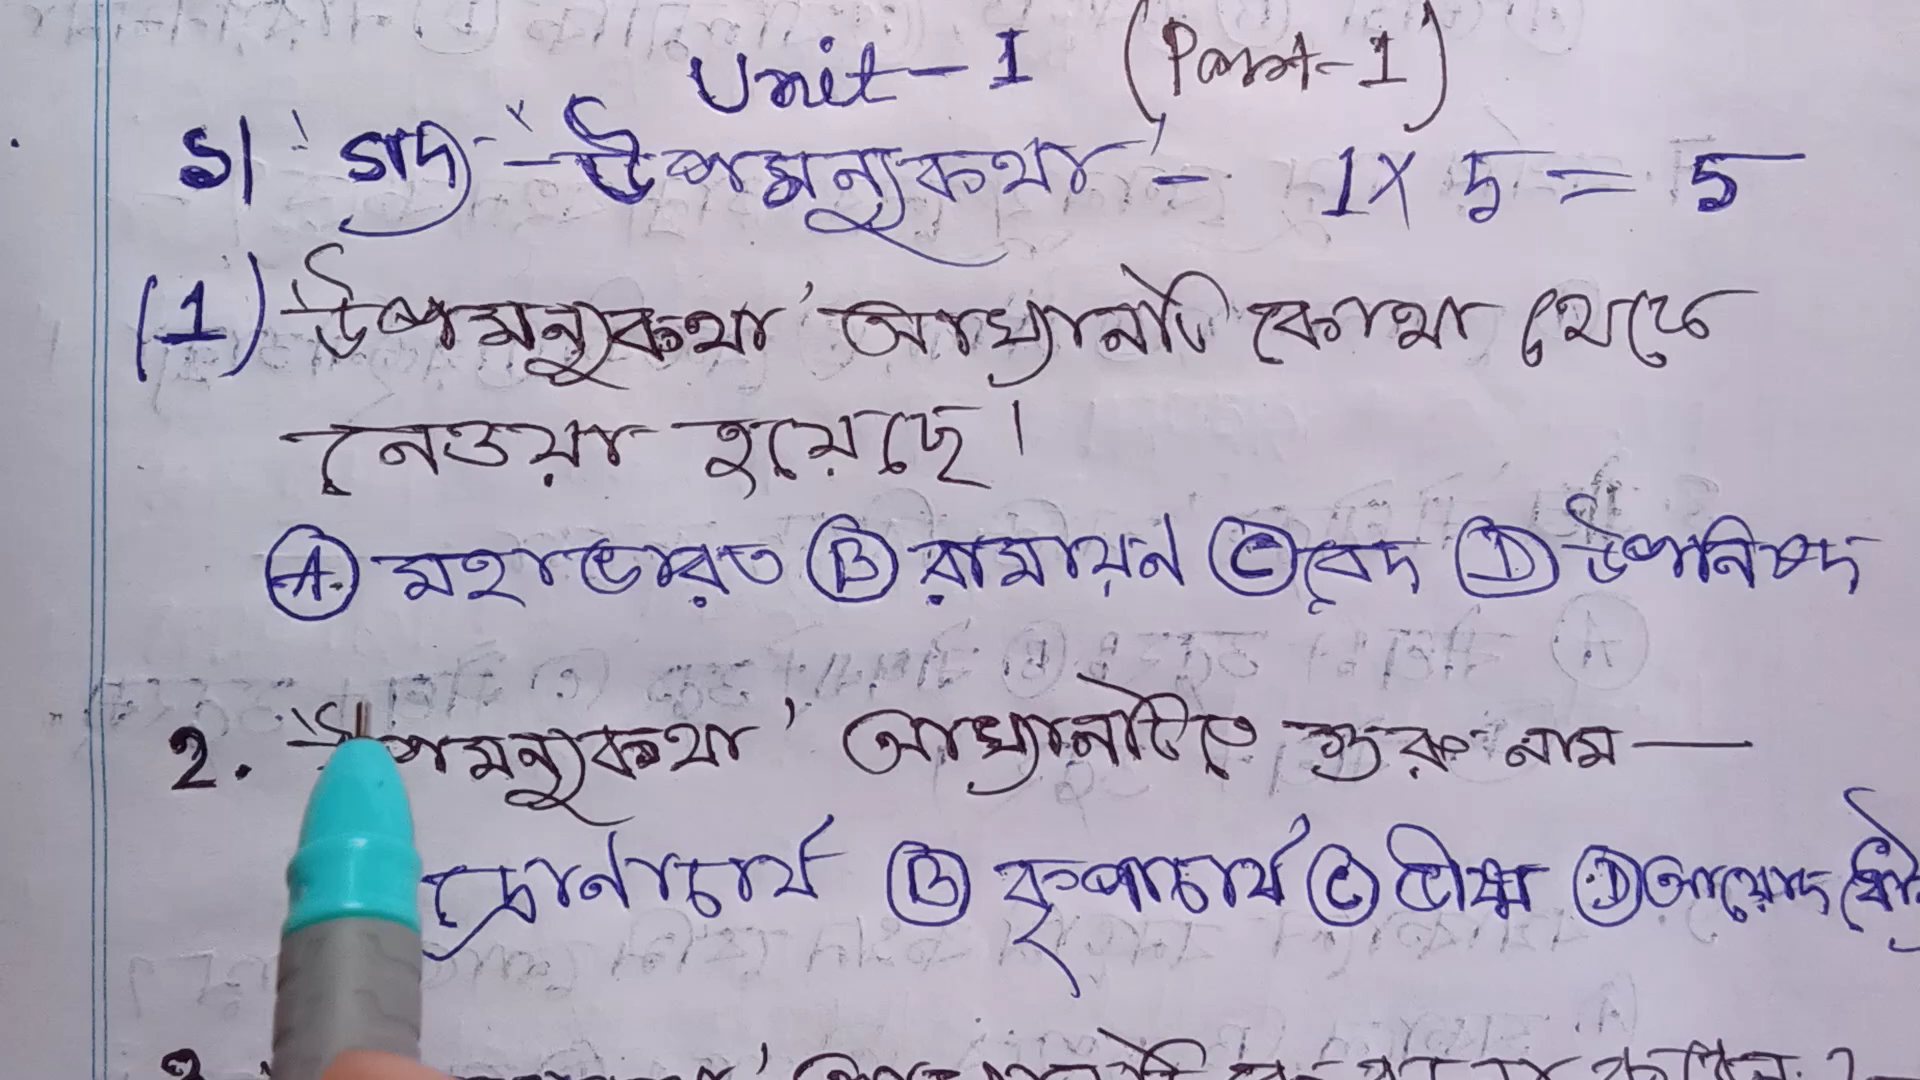 Unit-1 (Part-1)
১। 'গদ্য' - 'উপমন্যুকথা' - 1 x 5 = 5
(1) 'উপমন্যুকথা' আখ্যানটি কোথা থেকে
নেওয়া হয়েছে।
Ⓐ মহাভারত Ⓑ রামায়ন Ⓒ বেদ Ⓓ উপনিষদ
2. 'উপমন্যুকথা' আখ্যানটিতে গুরু নাম —
দ্রোণাচার্য Ⓑ কৃপাচার্য Ⓒ ভীষ্ম Ⓓ আয়োদ